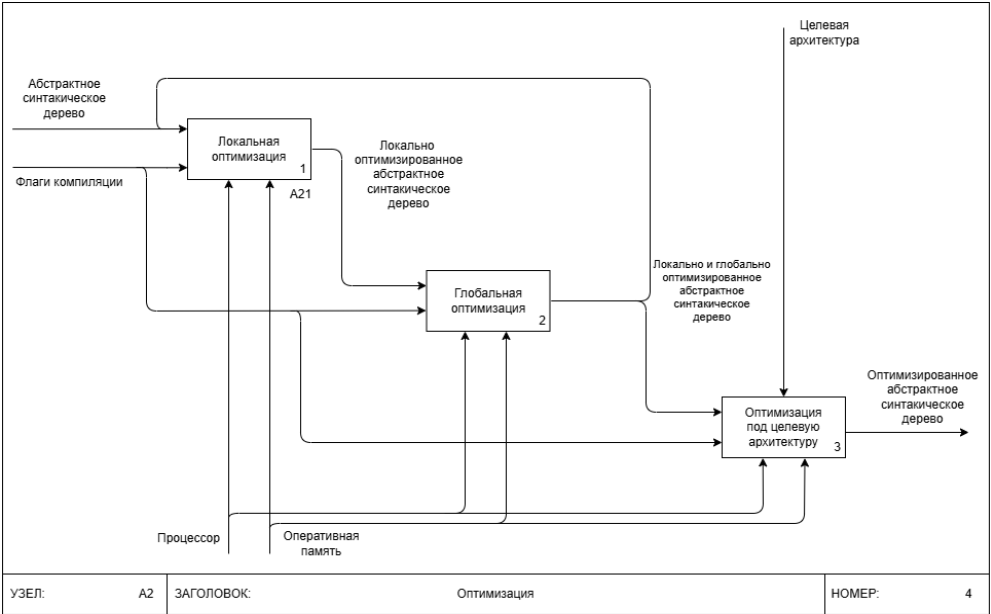 Целевая
архитектура
Абстрактное
синтакическое
дерево
Локальная
оптимизация
1
A21
Флаги компиляции
Локально
оптимизированное
абстрактное
синтакическое
дерево
Глобальная
оптимизация
2
Локально и глобально
оптимизированное
абстрактное
синтакическое
дерево
Оптимизация
под целевую
архитектуру
3
Оптимизированное
абстрактное
синтакическое
дерево
Процессор
Оперативная
память
УЗЕЛ: A2
ЗАГОЛОВОК: Оптимизация
НОМЕР: 4